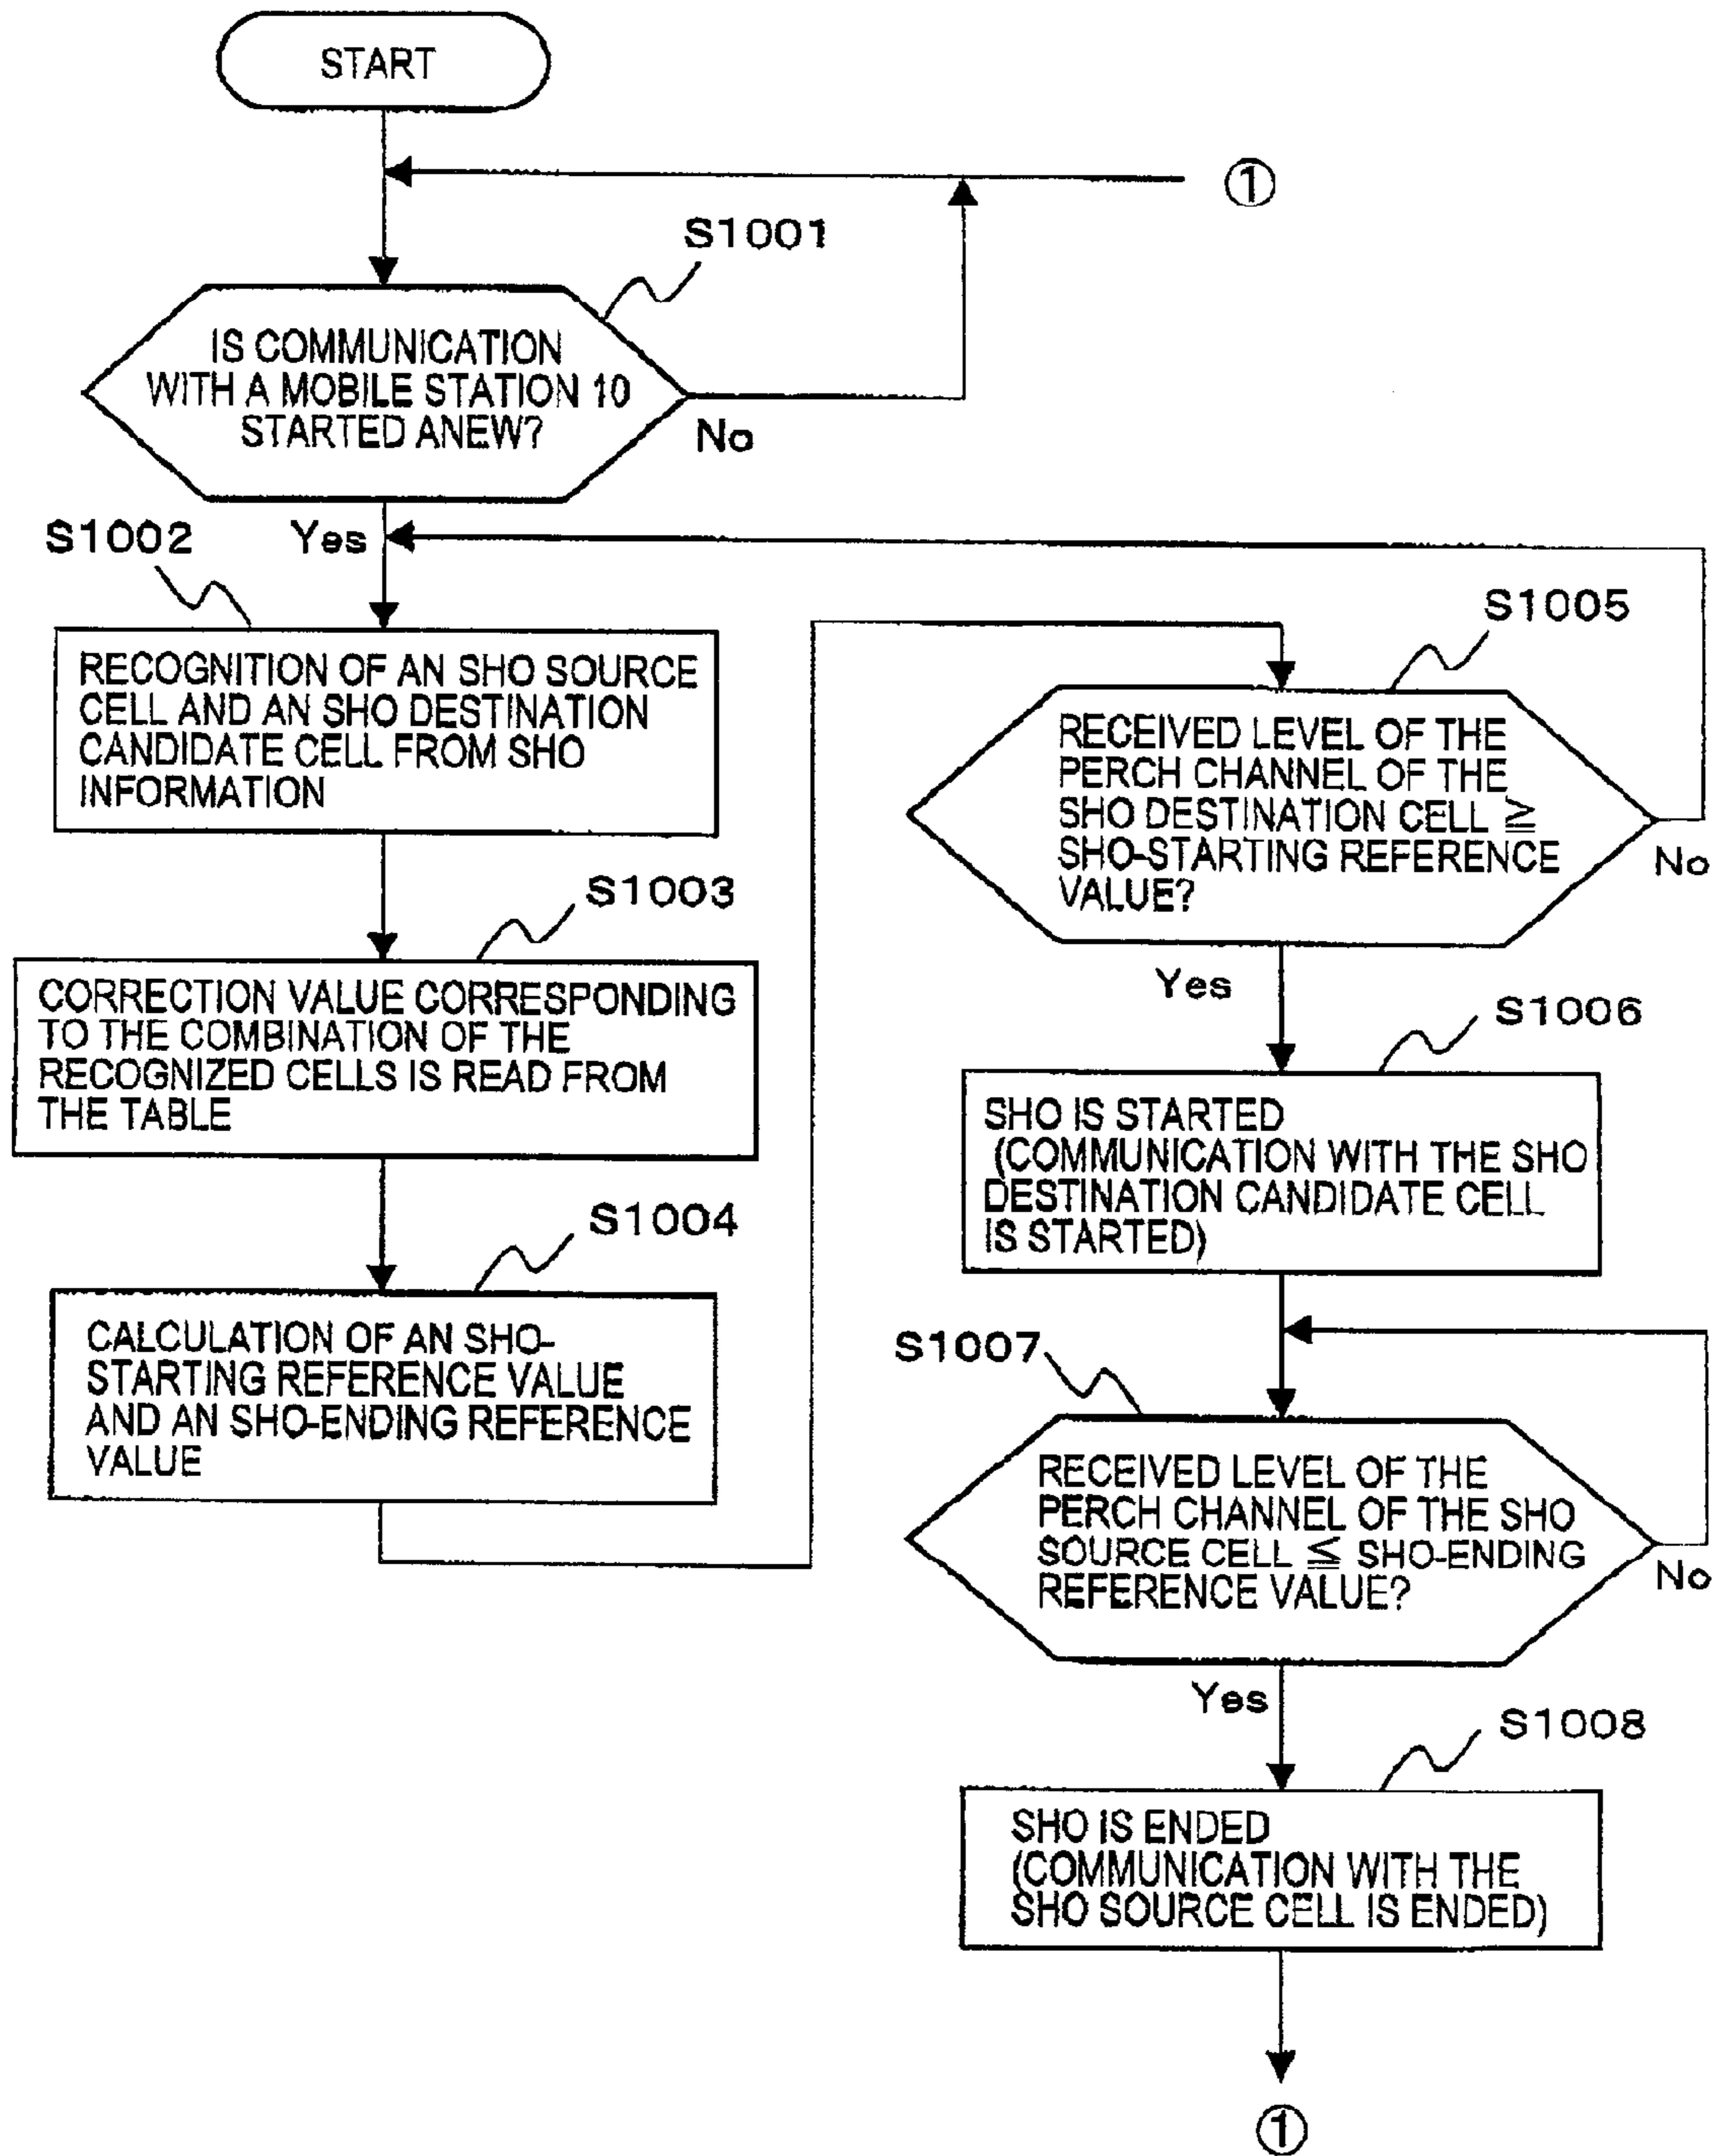 START
①
S1001
IS COMMUNICATION
WITH A MOBILE STATION 10
STARTED ANEW?
No
Yes
S1002
RECOGNITION OF AN SHO SOURCE
CELL AND AN SHO DESTINATION
CANDIDATE CELL FROM SHO
INFORMATION
S1003
CORRECTION VALUE CORRESPONDING
TO THE COMBINATION OF THE
RECOGNIZED CELLS IS READ FROM
THE TABLE
S1004
CALCULATION OF AN SHO-
STARTING REFERENCE VALUE
AND AN SHO-ENDING REFERENCE
VALUE
S1005
RECEIVED LEVEL OF THE
PERCH CHANNEL OF THE
SHO DESTINATION CELL ≧
SHO-STARTING REFERENCE
VALUE?
No
Yes
S1006
SHO IS STARTED
(COMMUNICATION WITH THE SHO
DESTINATION CANDIDATE CELL
IS STARTED)
S1007
RECEIVED LEVEL OF THE
PERCH CHANNEL OF THE SHO
SOURCE CELL ≦ SHO-ENDING
REFERENCE VALUE?
No
Yes
S1008
SHO IS ENDED
(COMMUNICATION WITH THE
SHO SOURCE CELL IS ENDED)
①